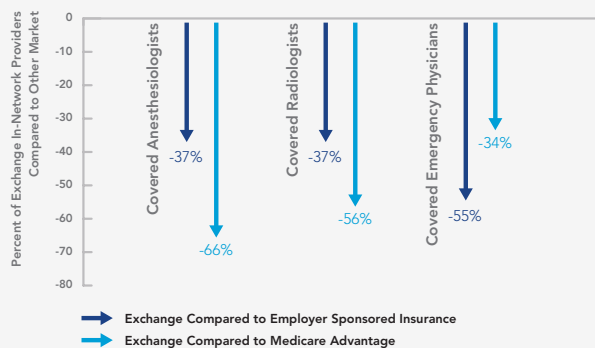 Percent of Exchange In-Network Providers
Compared to Other Market
0
-10
-20
-30
-40
-50
-60
-70
-80
Covered Anesthesiologists
-37%
-66%
Covered Radiologists
-37%
-56%
Covered Emergency Physicians
-55%
-34%
Exchange Compared to Employer Sponsored Insurance
Exchange Compared to Medicare Advantage